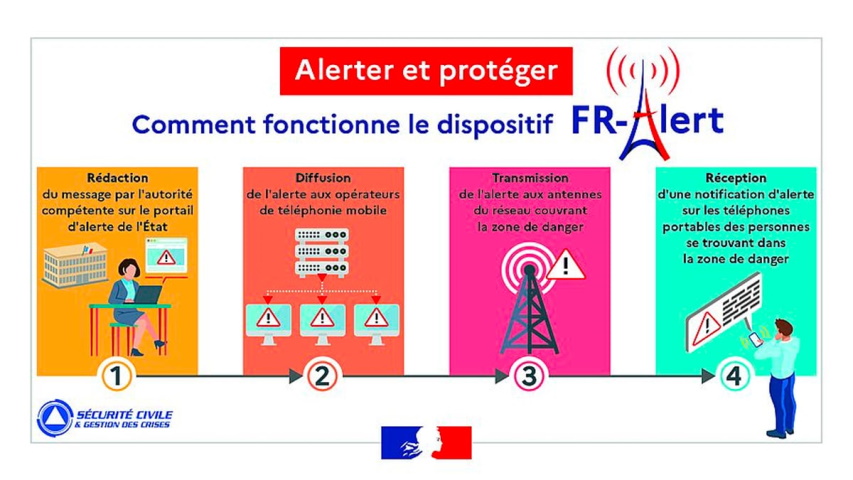 Alerter et protéger
Comment fonctionne le dispositif FR-Alert
Rédaction
du message par l'autorité
compétente sur le portail
d'alerte de l'État
Diffusion
de l'alerte aux opérateurs
de téléphonie mobile
Transmission
de l'alerte aux antennes
du réseau couvrant
la zone de danger
Réception
d'une notification d'alerte
sur les téléphones
portables des personnes
se trouvant dans
la zone de danger
1
2
3
4
SÉCURITÉ CIVILE
& GESTION DES CRISES